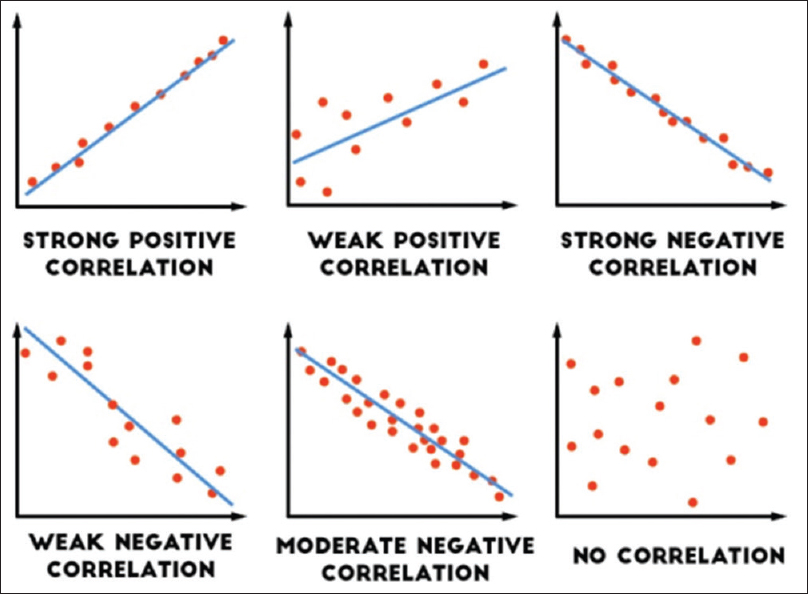 STRONG POSITIVE
CORRELATION
WEAK POSITIVE
CORRELATION
STRONG NEGATIVE
CORRELATION
WEAK NEGATIVE
CORRELATION
MODERATE NEGATIVE
CORRELATION
NO CORRELATION